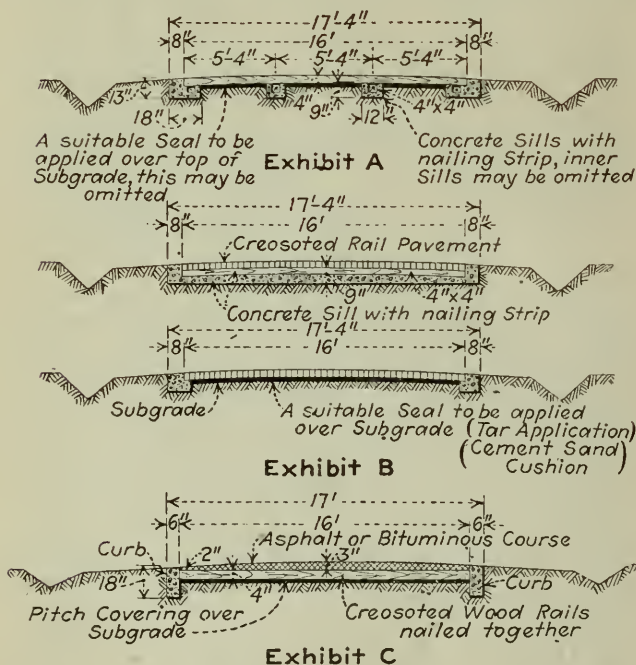 17'-4"
8" 16' 8"
5'-4" 5'-4" 5'-4"
13" 4" 4"x4"
18" 9" 12"
A suitable Seal to be
applied over top of
Subgrade, this may be
omitted
Concrete Sills with
nailing Strip, inner
Sills may be omitted
Exhibit A
17'-4"
8" 16' 8"
Creosoted Rail Pavement
9" 4"x4"
Concrete Sill with nailing Strip
17'-4"
8" 16' 8"
Subgrade
A suitable Seal to be applied
over Subgrade (Tar Application)
(Cement Sand)
Cushion
Exhibit B
17'
6" 16' 6"
Asphalt or Bituminous Course
Curb 2" 3"
18" 4" Curb
Pitch Covering over
Subgrade
Creosoted Wood Rails
nailed together
Exhibit C